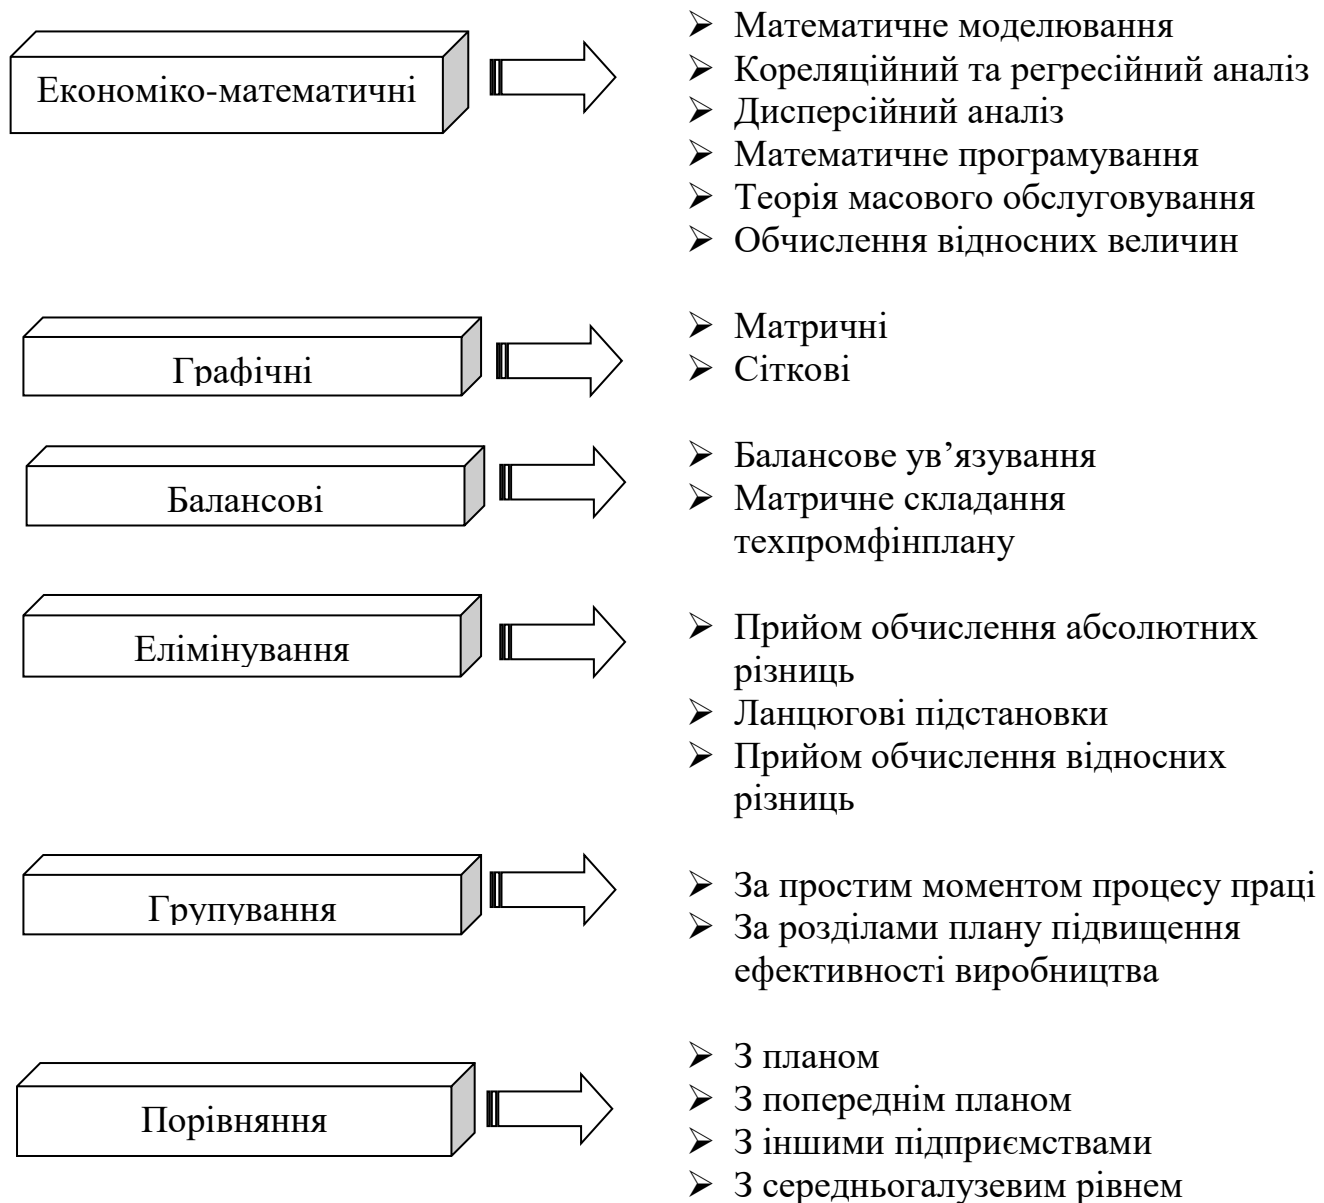 Економіко-математичні
➢ Математичне моделювання
➢ Кореляційний та регресійний аналіз
➢ Дисперсійний аналіз
➢ Математичне програмування
➢ Теорія масового обслуговування
➢ Обчислення відносних величин
Графічні
➢ Матричні
➢ Сіткові
Балансові
➢ Балансове ув’язування
➢ Матричне складання
техпромфінплану
Елімінування
➢ Прийом обчислення абсолютних
різниць
➢ Ланцюгові підстановки
➢ Прийом обчислення відносних
різниць
Групування
➢ За простим моментом процесу праці
➢ За розділами плану підвищення
ефективності виробництва
Порівняння
➢ З планом
➢ З попереднім планом
➢ З іншими підприємствами
➢ З середньогалузевим рівнем